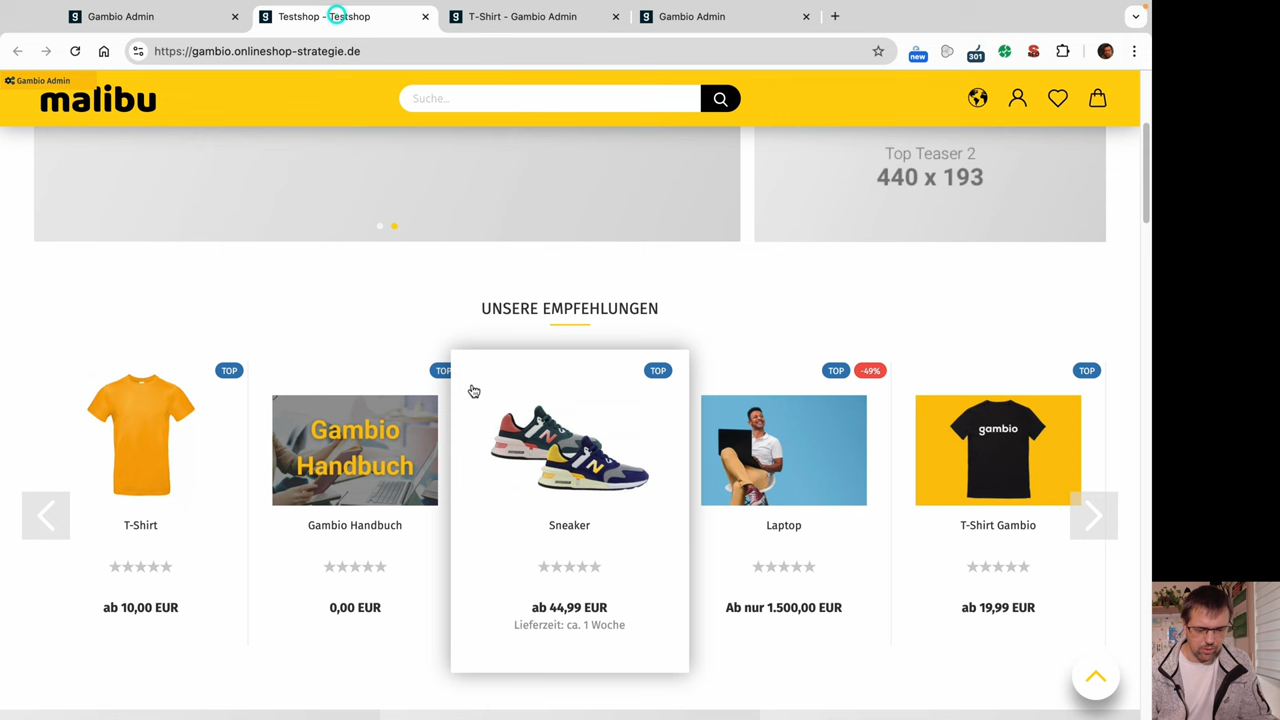 Gambio Admin
Testshop - Testshop
T-Shirt - Gambio Admin
Gambio Admin
https://gambio.onlineshop-strategie.de
new
301
S
Gambio Admin
malibu
Suche...
Top Teaser 2
440 x 193
UNSERE EMPFEHLUNGEN
TOP
TOP
TOP
TOP
-49%
TOP
Gambio
Handbuch
gambio
T-Shirt
Gambio Handbuch
Sneaker
Laptop
T-Shirt Gambio
ab 10,00 EUR
0,00 EUR
ab 44,99 EUR
Ab nur 1.500,00 EUR
ab 19,99 EUR
Lieferzeit: ca. 1 Woche